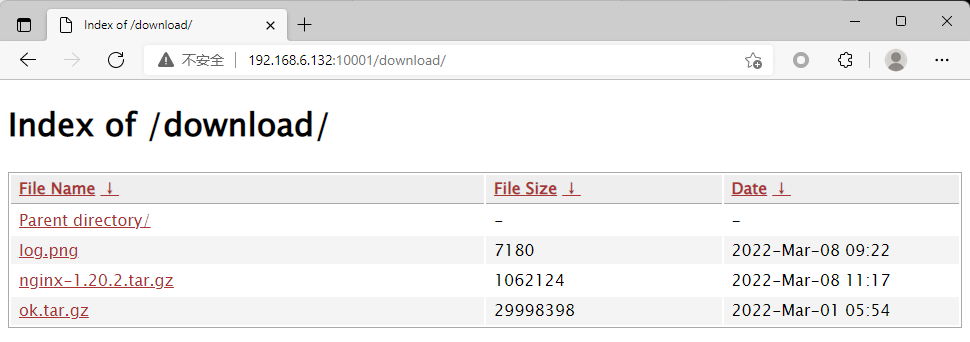 Index of /download/
不安全 192.168.6.132:10001/download/
Index of /download/
File Name ↓ File Size ↓ Date ↓
Parent directory/ - -
log.png 7180 2022-Mar-08 09:22
nginx-1.20.2.tar.gz 1062124 2022-Mar-08 11:17
ok.tar.gz 29998398 2022-Mar-01 05:54